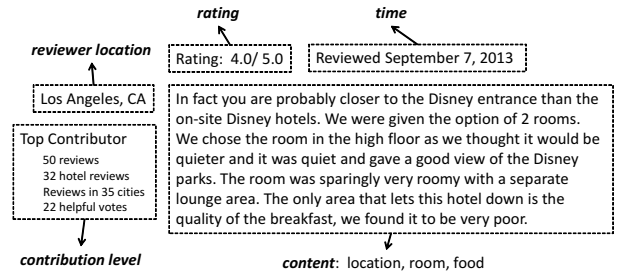 rating
time
reviewer location
Rating: 4.0/ 5.0
Reviewed September 7, 2013
Los Angeles, CA
Top Contributor
50 reviews
32 hotel reviews
Reviews in 35 cities
22 helpful votes
In fact you are probably closer to the Disney entrance than the
on-site Disney hotels. We were given the option of 2 rooms.
We chose the room in the high floor as we thought it would be
quieter and it was quiet and gave a good view of the Disney
parks. The room was sparingly very roomy with a separate
lounge area. The only area that lets this hotel down is the
quality of the breakfast, we found it to be very poor.
contribution level
content: location, room, food